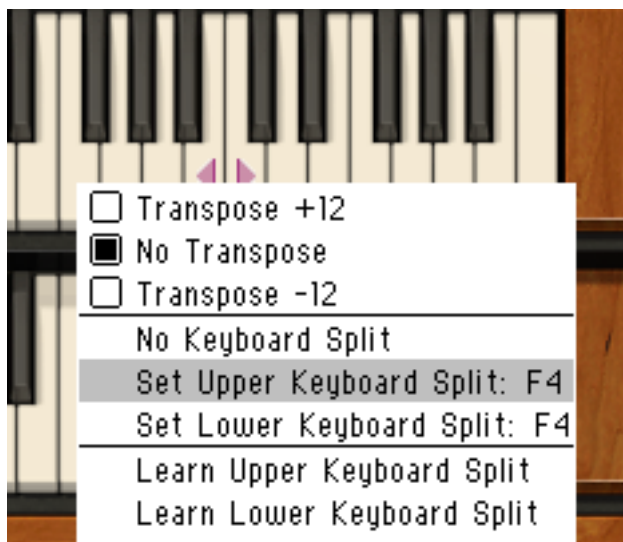 Transpose +12
No Transpose
Transpose -12
No Keyboard Split
Set Upper Keyboard Split: F4
Set Lower Keyboard Split: F4
Learn Upper Keyboard Split
Learn Lower Keyboard Split